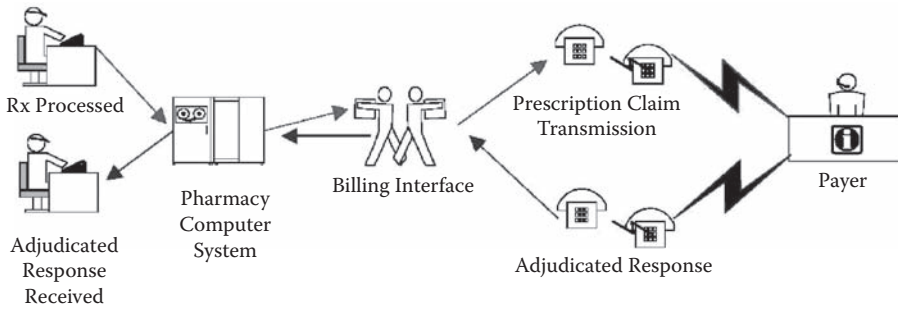 Rx Processed
Adjudicated
Response
Received
Pharmacy
Computer
System
Billing Interface
Prescription Claim
Transmission
Adjudicated Response
Payer